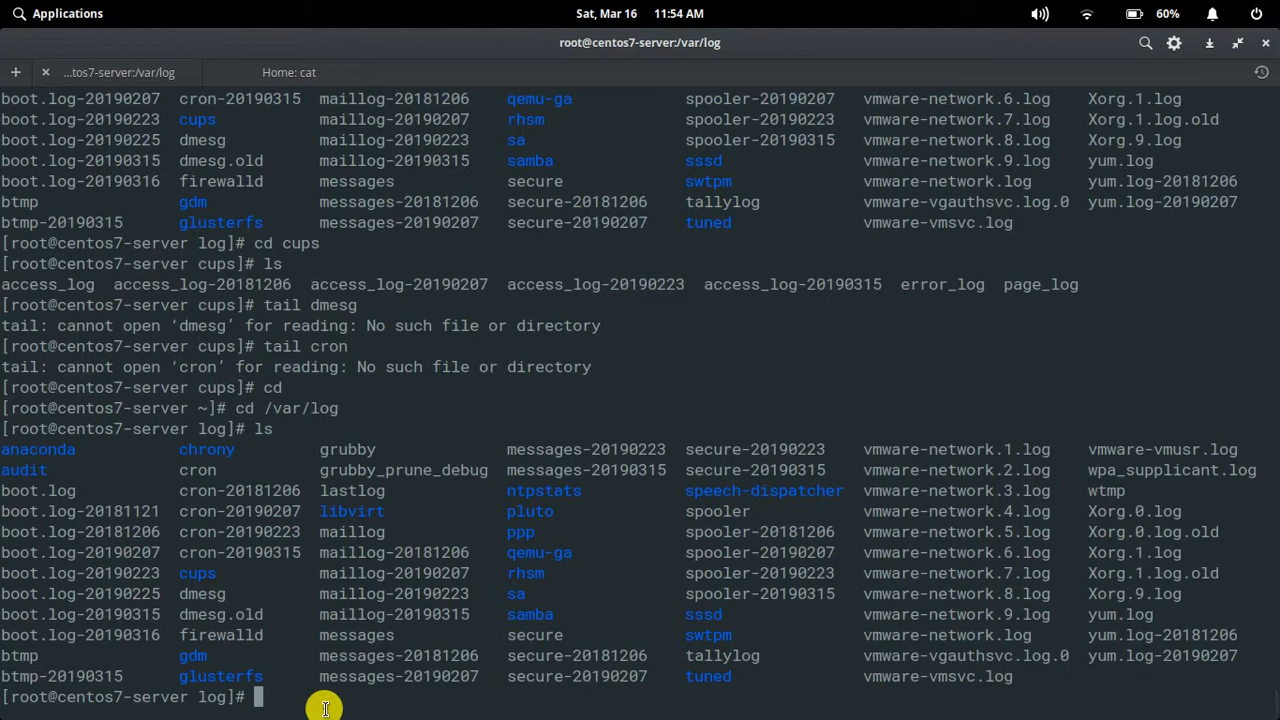 Applications Sat, Mar 16 11:54 AM 60%
root@centos7-server:/var/log
...tos7-server:/var/log Home: cat
boot.log-20190207 cron-20190315 maillog-20181206 qemu-ga spooler-20190207 vmware-network.6.log Xorg.1.log
boot.log-20190223 cups maillog-20190207 rhsm spooler-20190223 vmware-network.7.log Xorg.1.log.old
boot.log-20190225 dmesg maillog-20190223 sa spooler-20190315 vmware-network.8.log Xorg.9.log
boot.log-20190315 dmesg.old maillog-20190315 samba sssd vmware-network.9.log yum.log
boot.log-20190316 firewalld messages secure swtpm vmware-network.log yum.log-20181206
btmp gdm messages-20181206 secure-20181206 tallylog vmware-vgauthsvc.log.0 yum.log-20190207
btmp-20190315 glusterfs messages-20190207 secure-20190207 tuned vmware-vmsvc.log
[root@centos7-server log]# cd cups
[root@centos7-server cups]# ls
access_log access_log-20181206 access_log-20190207 access_log-20190223 access_log-20190315 error_log page_log
[root@centos7-server cups]# tail dmesg
tail: cannot open ‘dmesg’ for reading: No such file or directory
[root@centos7-server cups]# tail cron
tail: cannot open ‘cron’ for reading: No such file or directory
[root@centos7-server cups]# cd
[root@centos7-server ~]# cd /var/log
[root@centos7-server log]# ls
anaconda chrony grubby messages-20190223 secure-20190223 vmware-network.1.log vmware-vmusr.log
audit cron grubby_prune_debug messages-20190315 secure-20190315 vmware-network.2.log wpa_supplicant.log
boot.log cron-20181206 lastlog ntpstats speech-dispatcher vmware-network.3.log wtmp
boot.log-20181121 cron-20190207 libvirt pluto spooler vmware-network.4.log Xorg.0.log
boot.log-20181206 cron-20190223 maillog ppp spooler-20181206 vmware-network.5.log Xorg.0.log.old
boot.log-20190207 cron-20190315 maillog-20181206 qemu-ga spooler-20190207 vmware-network.6.log Xorg.1.log
boot.log-20190223 cups maillog-20190207 rhsm spooler-20190223 vmware-network.7.log Xorg.1.log.old
boot.log-20190225 dmesg maillog-20190223 sa spooler-20190315 vmware-network.8.log Xorg.9.log
boot.log-20190315 dmesg.old maillog-20190315 samba sssd vmware-network.9.log yum.log
boot.log-20190316 firewalld messages secure swtpm vmware-network.log yum.log-20181206
btmp gdm messages-20181206 secure-20181206 tallylog vmware-vgauthsvc.log.0 yum.log-20190207
btmp-20190315 glusterfs messages-20190207 secure-20190207 tuned vmware-vmsvc.log
[root@centos7-server log]#